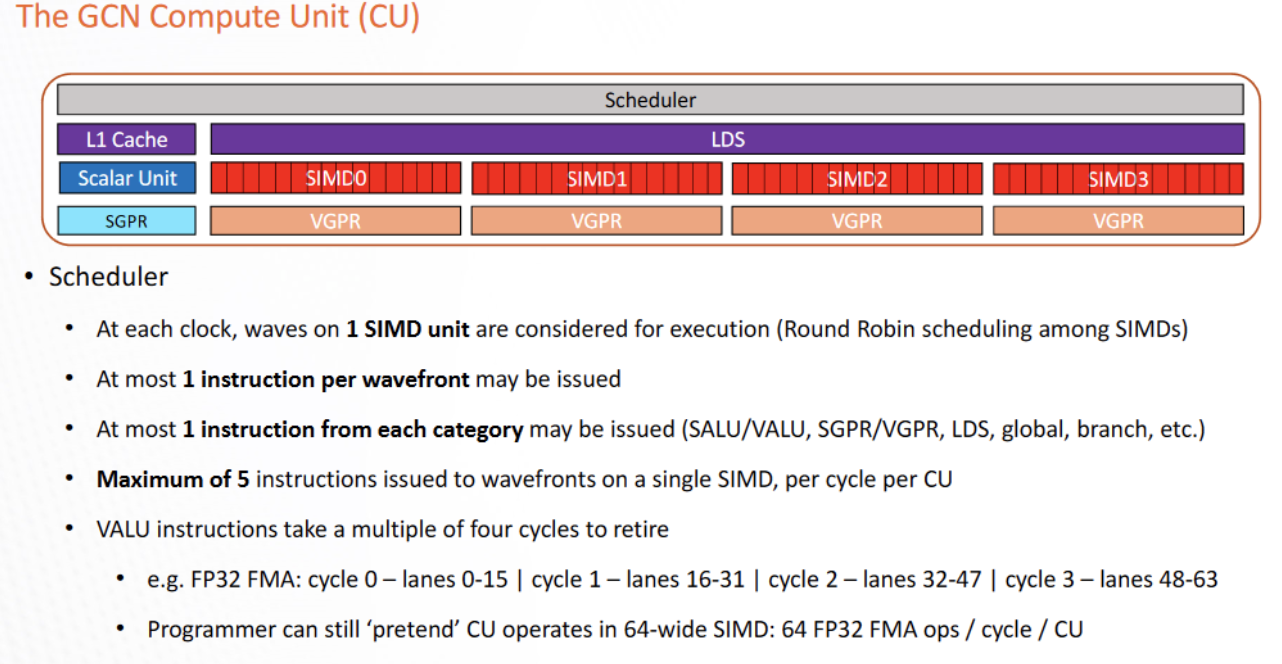 The GCN Compute Unit (CU)
Scheduler
L1 Cache LDS
Scalar Unit SIMD0 SIMD1 SIMD2 SIMD3
SGPR VGPR VGPR VGPR VGPR
• Scheduler
• At each clock, waves on 1 SIMD unit are considered for execution (Round Robin scheduling among SIMDs)
• At most 1 instruction per wavefront may be issued
• At most 1 instruction from each category may be issued (SALU/VALU, SGPR/VGPR, LDS, global, branch, etc.)
• Maximum of 5 instructions issued to wavefronts on a single SIMD, per cycle per CU
• VALU instructions take a multiple of four cycles to retire
• e.g. FP32 FMA: cycle 0 – lanes 0-15 | cycle 1 – lanes 16-31 | cycle 2 – lanes 32-47 | cycle 3 – lanes 48-63
• Programmer can still ‘pretend’ CU operates in 64-wide SIMD: 64 FP32 FMA ops / cycle / CU